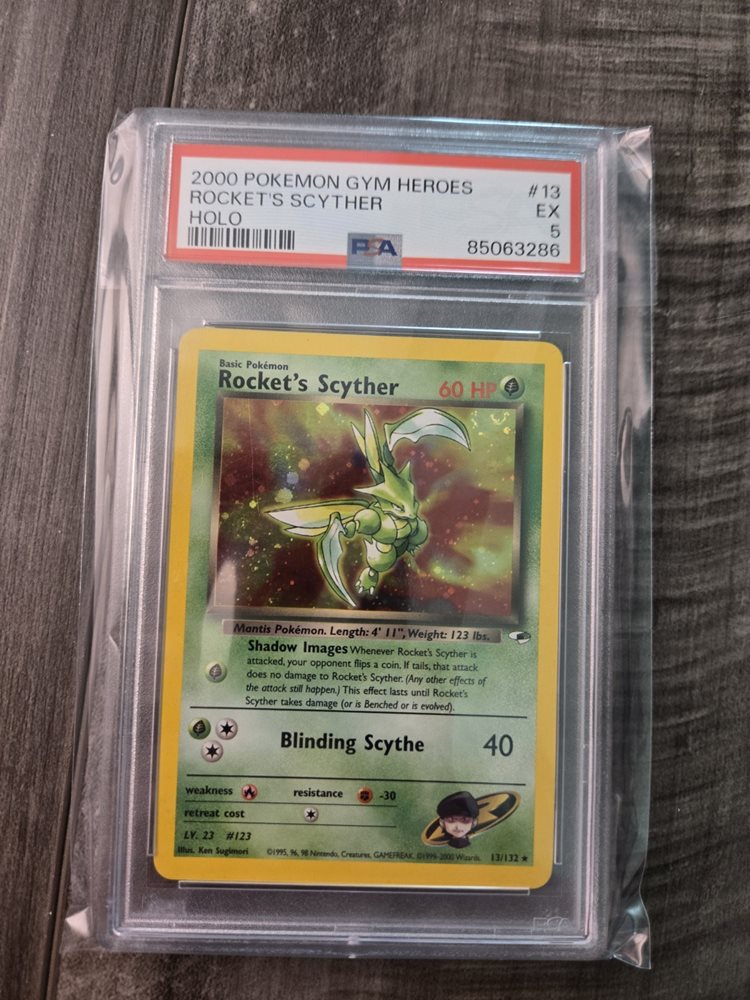 2000 POKEMON GYM HEROES #13
ROCKET'S SCYTHER EX
HOLO 5
PSA 85063286
Basic Pokémon
Rocket's Scyther 60 HP
Mantis Pokémon. Length: 4' 11", Weight: 123 lbs.
Shadow Images Whenever Rocket's Scyther is
attacked, your opponent flips a coin. If tails, that attack
does no damage to Rocket's Scyther. (Any other effects of
the attack still happen.) This effect lasts until Rocket's
Scyther takes damage (or is Benched or is evolved).
Blinding Scythe 40
weakness resistance -30
retreat cost
LV. 23 #123
Illus. Ken Sugimori ©1995, 96, 98 Nintendo, Creatures, GAMEFREAK. ©1999-2000 Wizards. 13/132 ★
PSA